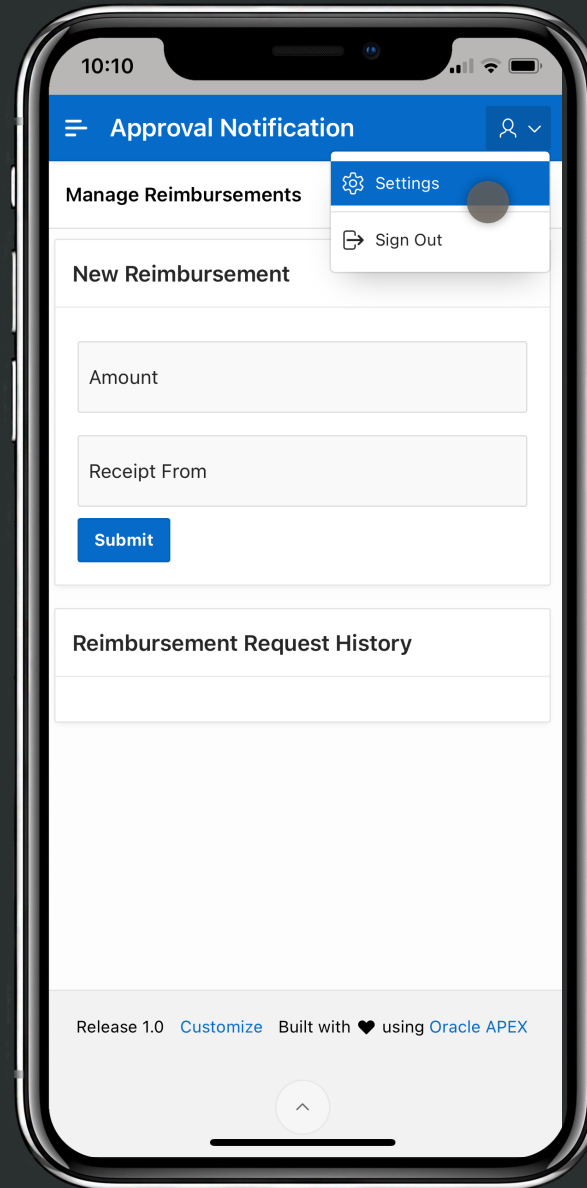 10:10
Approval Notification
Manage Reimbursements
Settings
Sign Out
New Reimbursement
Amount
Receipt From
Submit
Reimbursement Request History
Release 1.0 Customize Built with ♥ using Oracle APEX